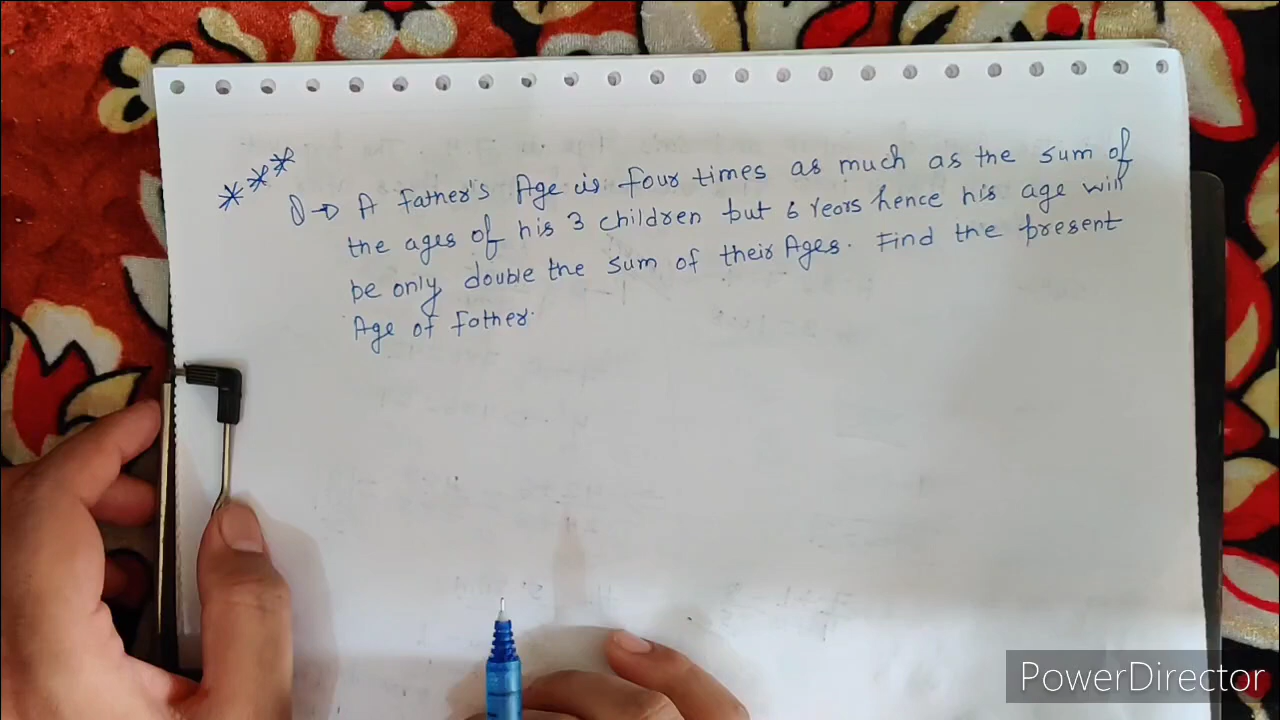 *** 
Q→ A Father's Age is four times as much as the sum of
the ages of his 3 children but 6 Years hence his age will
be only double the sum of their Ages. Find the present
Age of Father.
PowerDirector